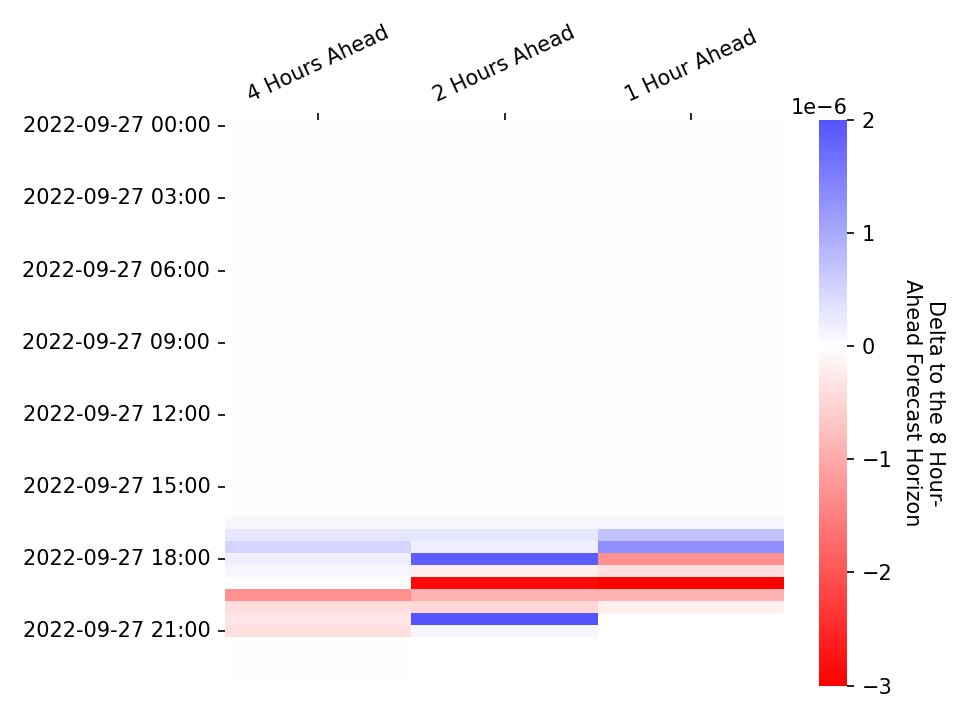 4 Hours Ahead
2 Hours Ahead
1 Hour Ahead
1e−6
2022-09-27 00:00
2022-09-27 03:00
2022-09-27 06:00
2022-09-27 09:00
2022-09-27 12:00
2022-09-27 15:00
2022-09-27 18:00
2022-09-27 21:00
2
1
0
−1
−2
−3
Delta to the 8 Hour-
Ahead Forecast Horizon